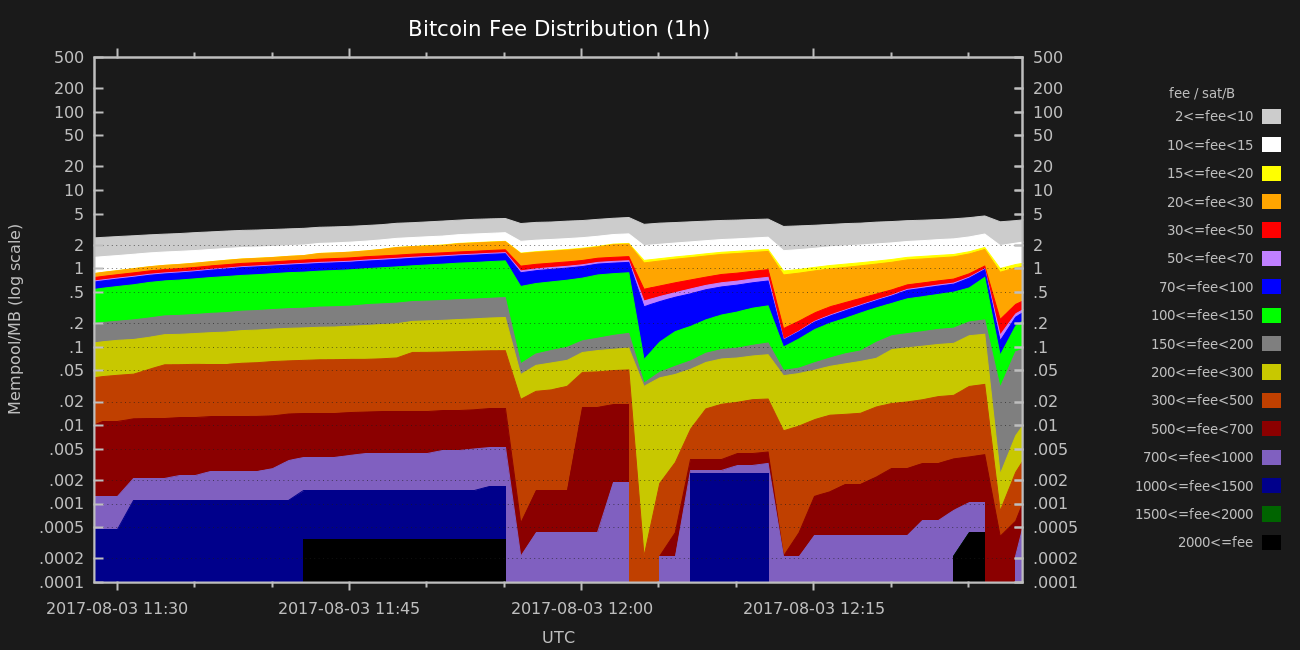 Bitcoin Fee Distribution (1h)
Mempool/MB (log scale)
500
200
100
50
20
10
5
2
1
.5
.2
.1
.05
.02
.01
.005
.002
.001
.0005
.0002
.0001
500
200
100
50
20
10
5
2
1
.5
.2
.1
.05
.02
.01
.005
.002
.001
.0005
.0002
.0001
2017-08-03 11:30
2017-08-03 11:45
2017-08-03 12:00
2017-08-03 12:15
UTC
fee / sat/B
2<=fee<10
10<=fee<15
15<=fee<20
20<=fee<30
30<=fee<50
50<=fee<70
70<=fee<100
100<=fee<150
150<=fee<200
200<=fee<300
300<=fee<500
500<=fee<700
700<=fee<1000
1000<=fee<1500
1500<=fee<2000
2000<=fee